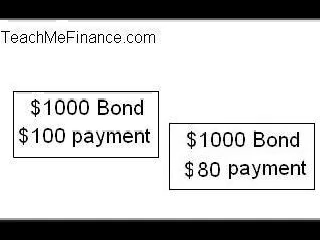 TeachMeFinance.com
$1000 Bond
$100 payment
$1000 Bond
$80 payment